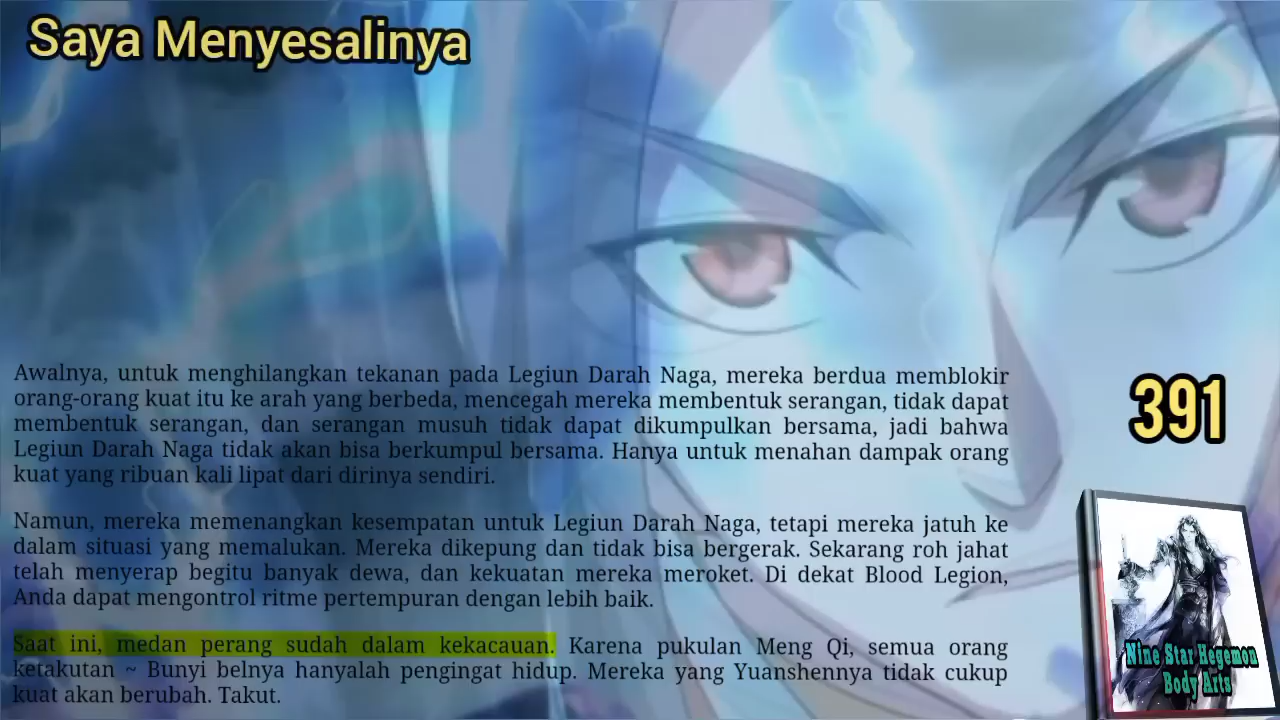 Saya Menyesalinya
Awalnya, untuk menghilangkan tekanan pada Legiun Darah Naga, mereka berdua memblokir
orang-orang kuat itu ke arah yang berbeda, mencegah mereka membentuk serangan, tidak dapat
membentuk serangan, dan serangan musuh tidak dapat dikumpulkan bersama, jadi bahwa
Legiun Darah Naga tidak akan bisa berkumpul bersama. Hanya untuk menahan dampak orang
kuat yang ribuan kali lipat dari dirinya sendiri.
Namun, mereka memenangkan kesempatan untuk Legiun Darah Naga, tetapi mereka jatuh ke
dalam situasi yang memalukan. Mereka dikepung dan tidak bisa bergerak. Sekarang roh jahat
telah menyerap begitu banyak dewa, dan kekuatan mereka meroket. Di dekat Blood Legion,
Anda dapat mengontrol ritme pertempuran dengan lebih baik.
Saat ini, medan perang sudah dalam kekacauan. Karena pukulan Meng Qi, semua orang
ketakutan ~ Bunyi belnya hanyalah pengingat hidup. Mereka yang Yuanshennya tidak cukup
kuat akan berubah. Takut.
391
Nine Star Hegemon
Body Arts